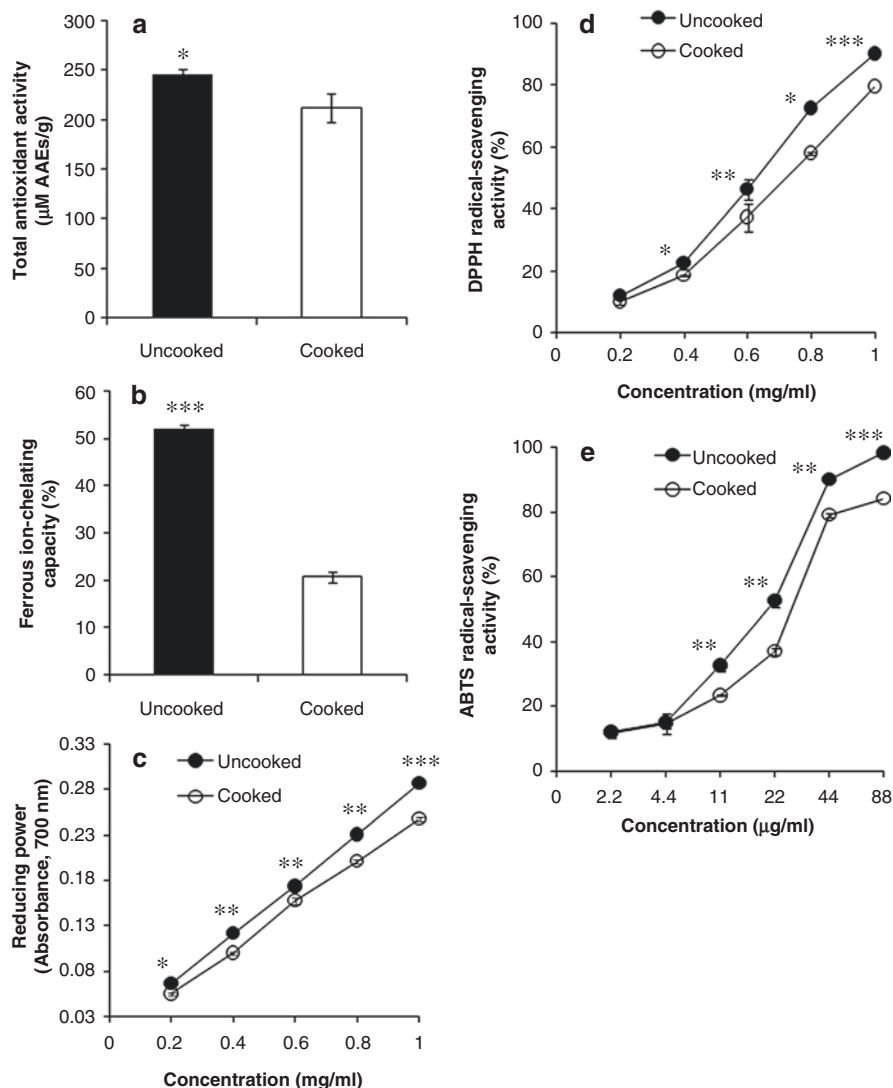 a
Total antioxidant activity
(µM AAEs/g)
300
250
200
150
100
50
0
*
Uncooked
Cooked
b
Ferrous ion-chelating
capacity (%)
60
50
40
30
20
10
0
***
Uncooked
Cooked
c
Uncooked
Cooked
Reducing power
(Absorbance, 700 nm)
0.33
0.28
0.23
0.18
0.13
0.08
0.03
*
**
**
**
***
0
0.2
0.4
0.6
0.8
1
Concentration (mg/ml)
d
Uncooked
Cooked
DPPH radical-scavenging
activity (%)
100
80
60
40
20
0
*
**
*
***
0
0.2
0.4
0.6
0.8
1
Concentration (mg/ml)
e
Uncooked
Cooked
ABTS radical-scavenging
activity (%)
100
80
60
40
20
0
**
**
**
***
0
2.2
4.4
11
22
44
88
Concentration (µg/ml)